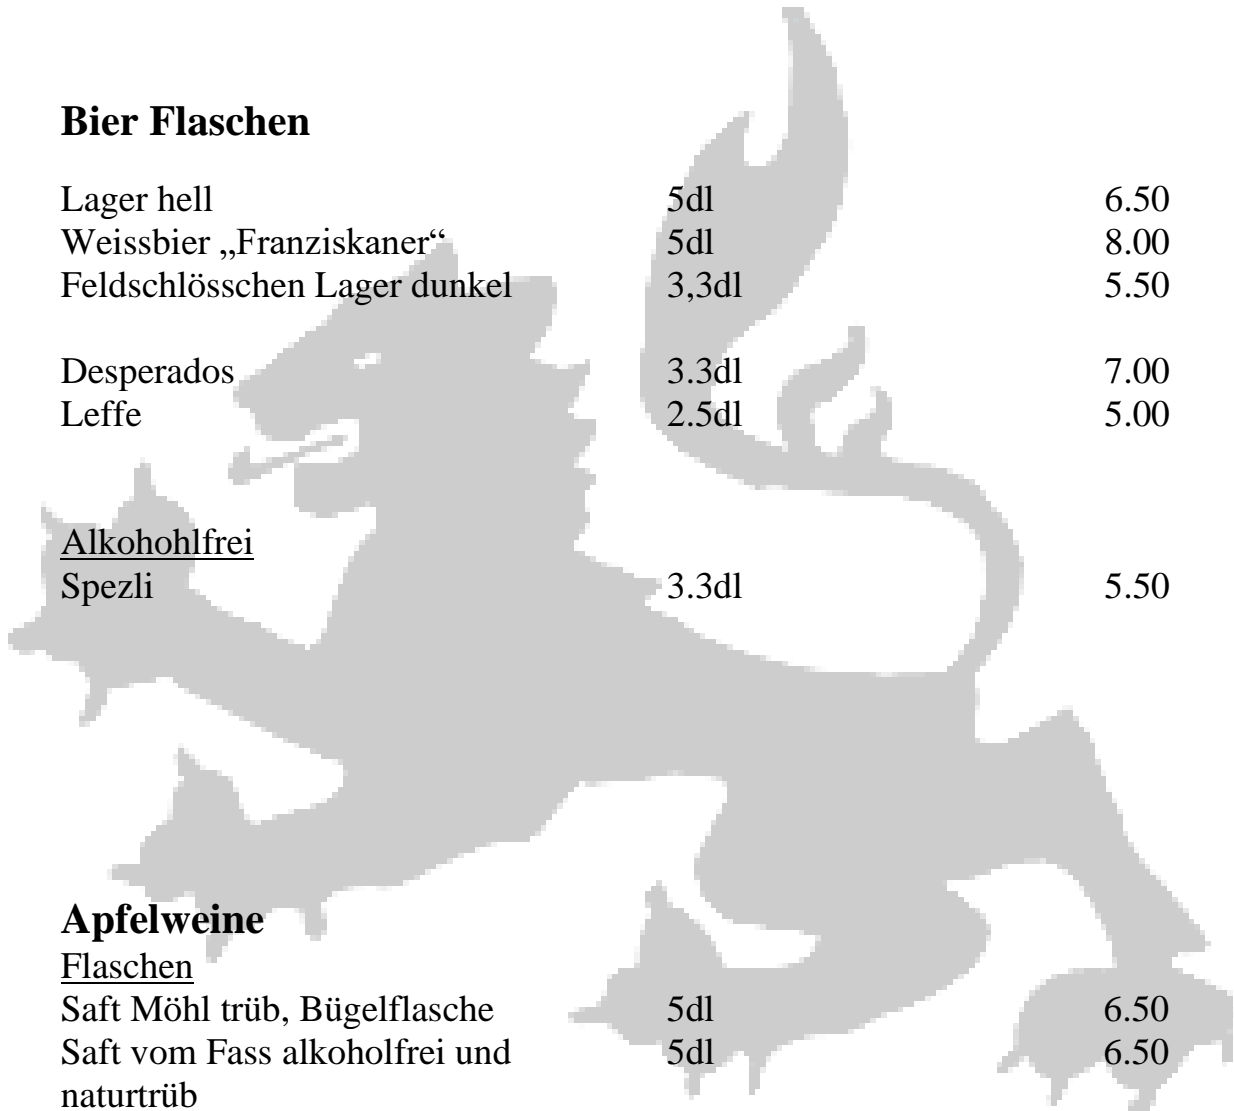 Bier Flaschen
Lager hell 5dl 6.50
Weissbier „Franziskaner“ 5dl 8.00
Feldschlösschen Lager dunkel 3,3dl 5.50
Desperados 3.3dl 7.00
Leffe 2.5dl 5.00
Alkohohlfrei
Spezli 3.3dl 5.50
Apfelweine
Flaschen
Saft Möhl trüb, Bügelflasche 5dl 6.50
Saft vom Fass alkoholfrei und 5dl 6.50
naturtrüb